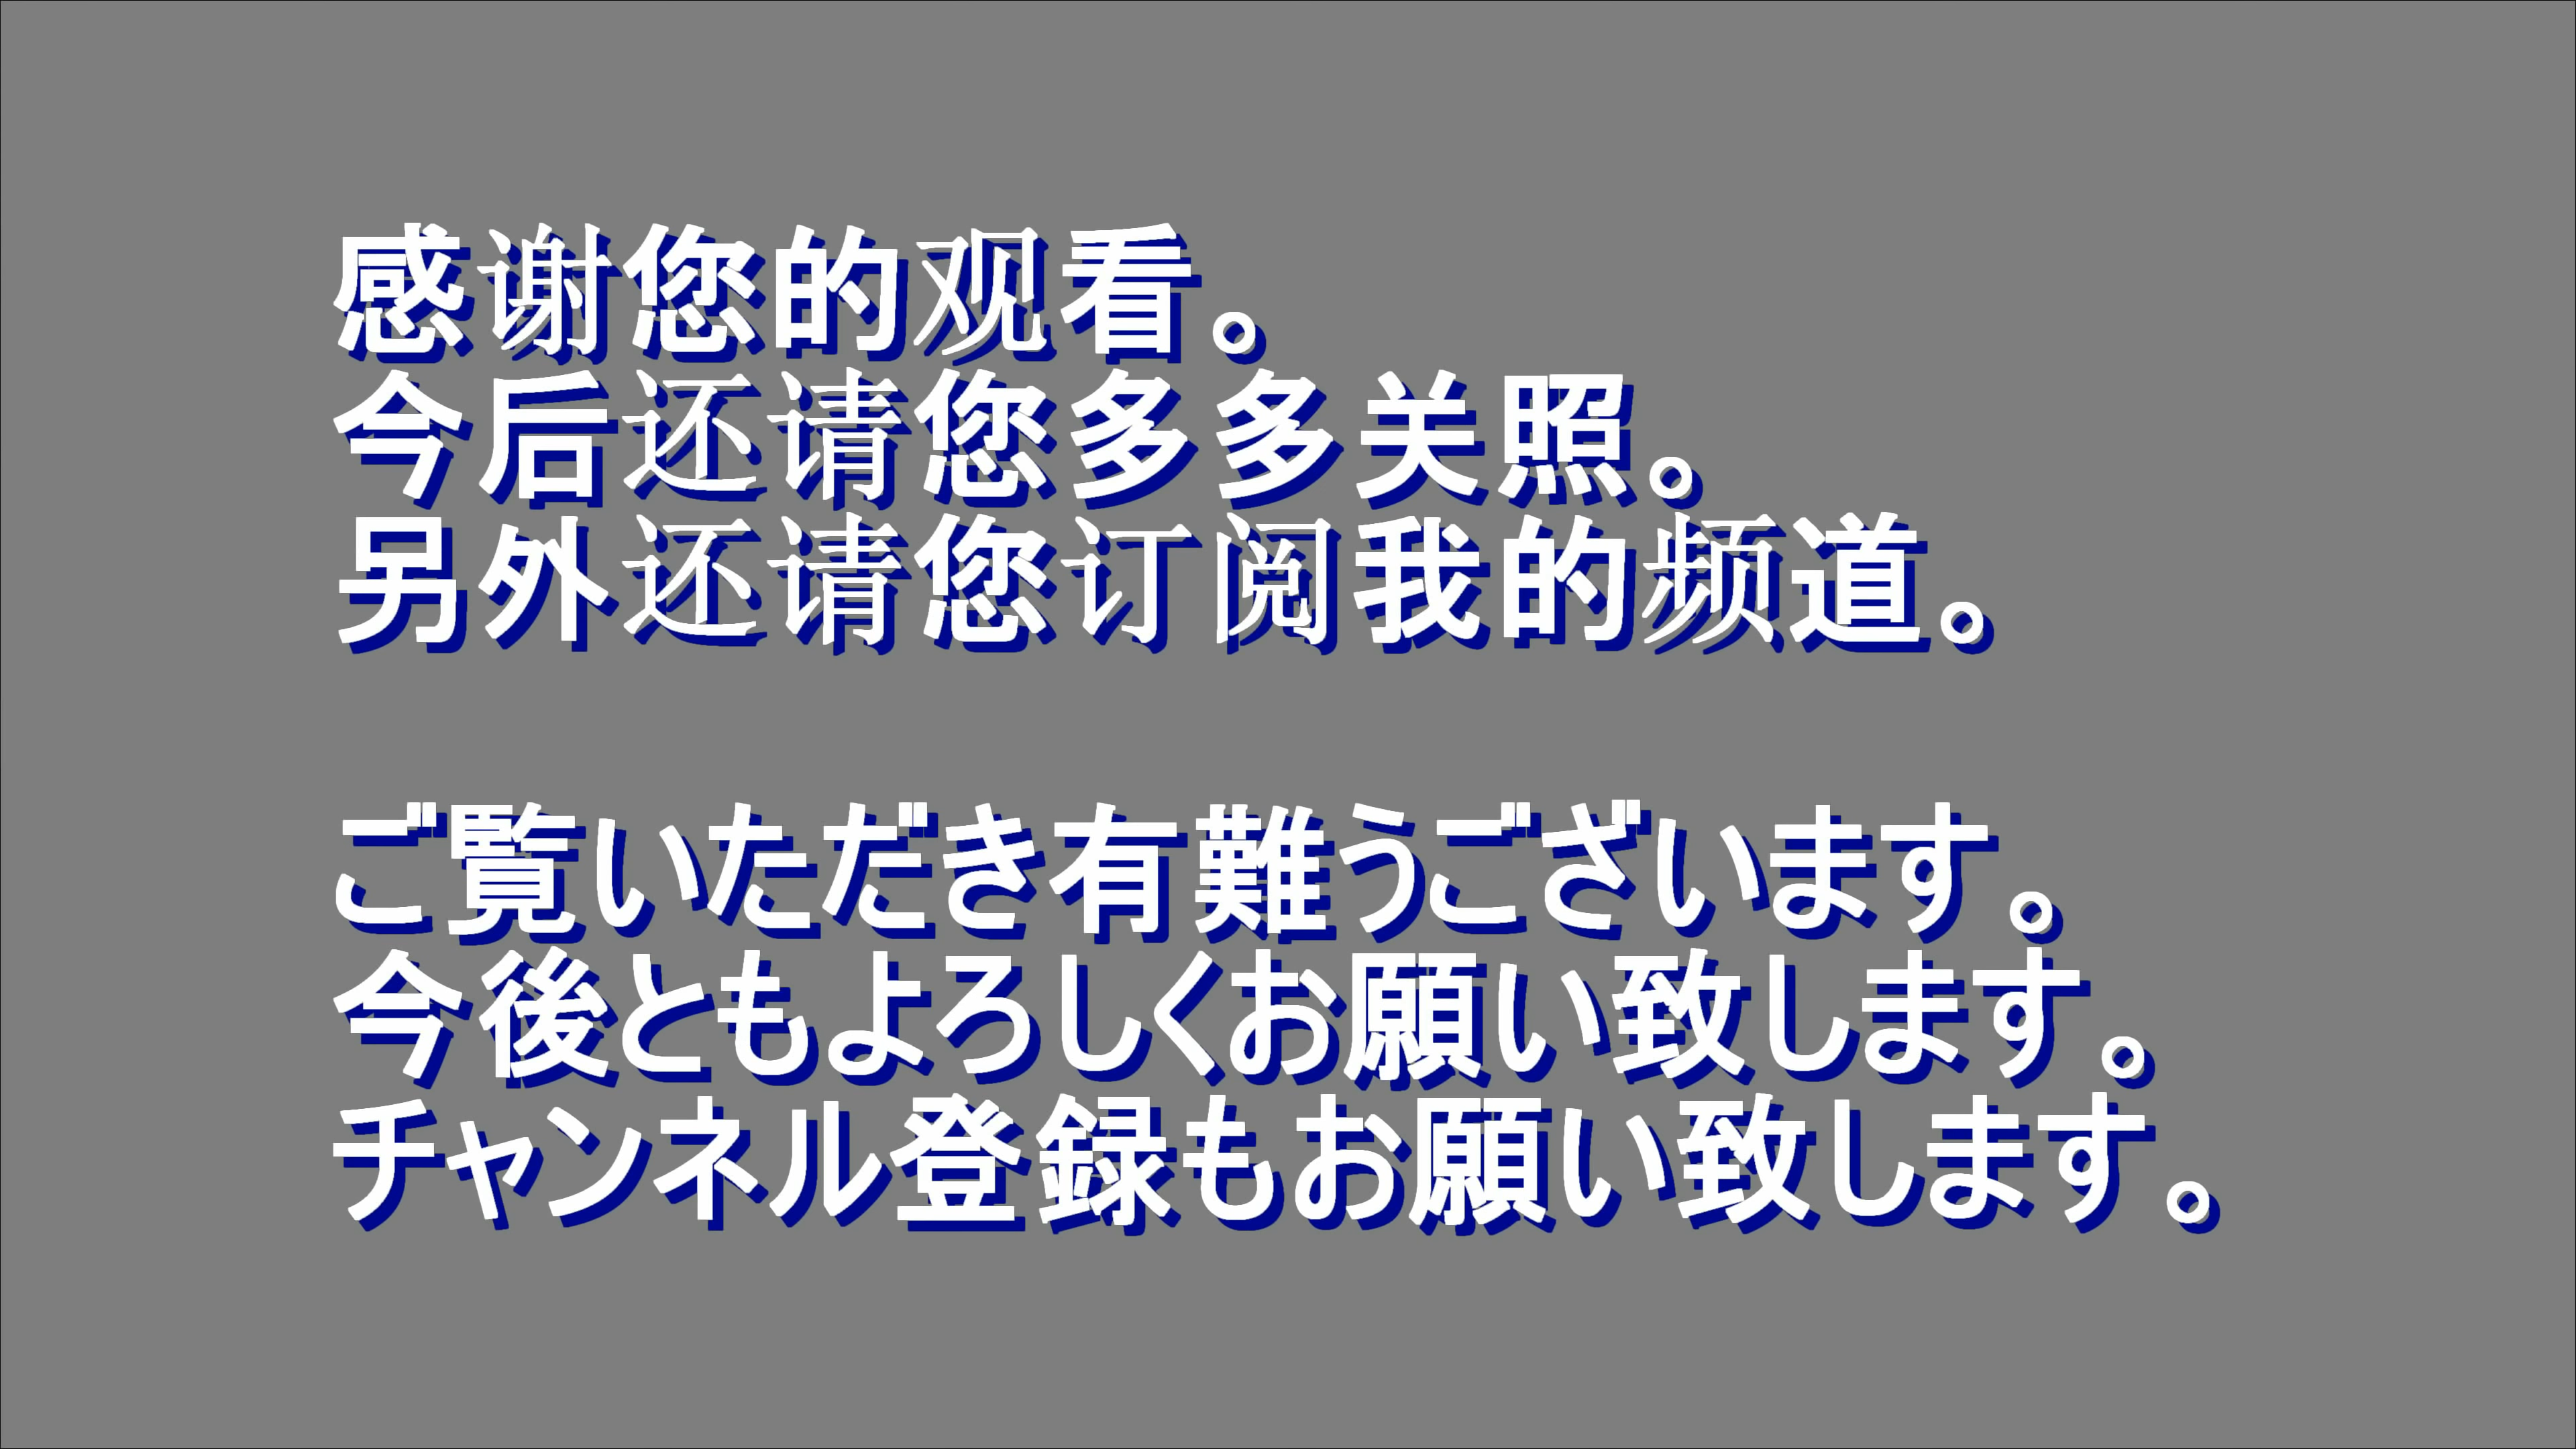 感谢您的观看。
今后还请您多多关照。
另外还请您订阅我的频道。
ご覧いただき有難うございます。
今後ともよろしくお願い致します。
チャンネル登録もお願い致します。